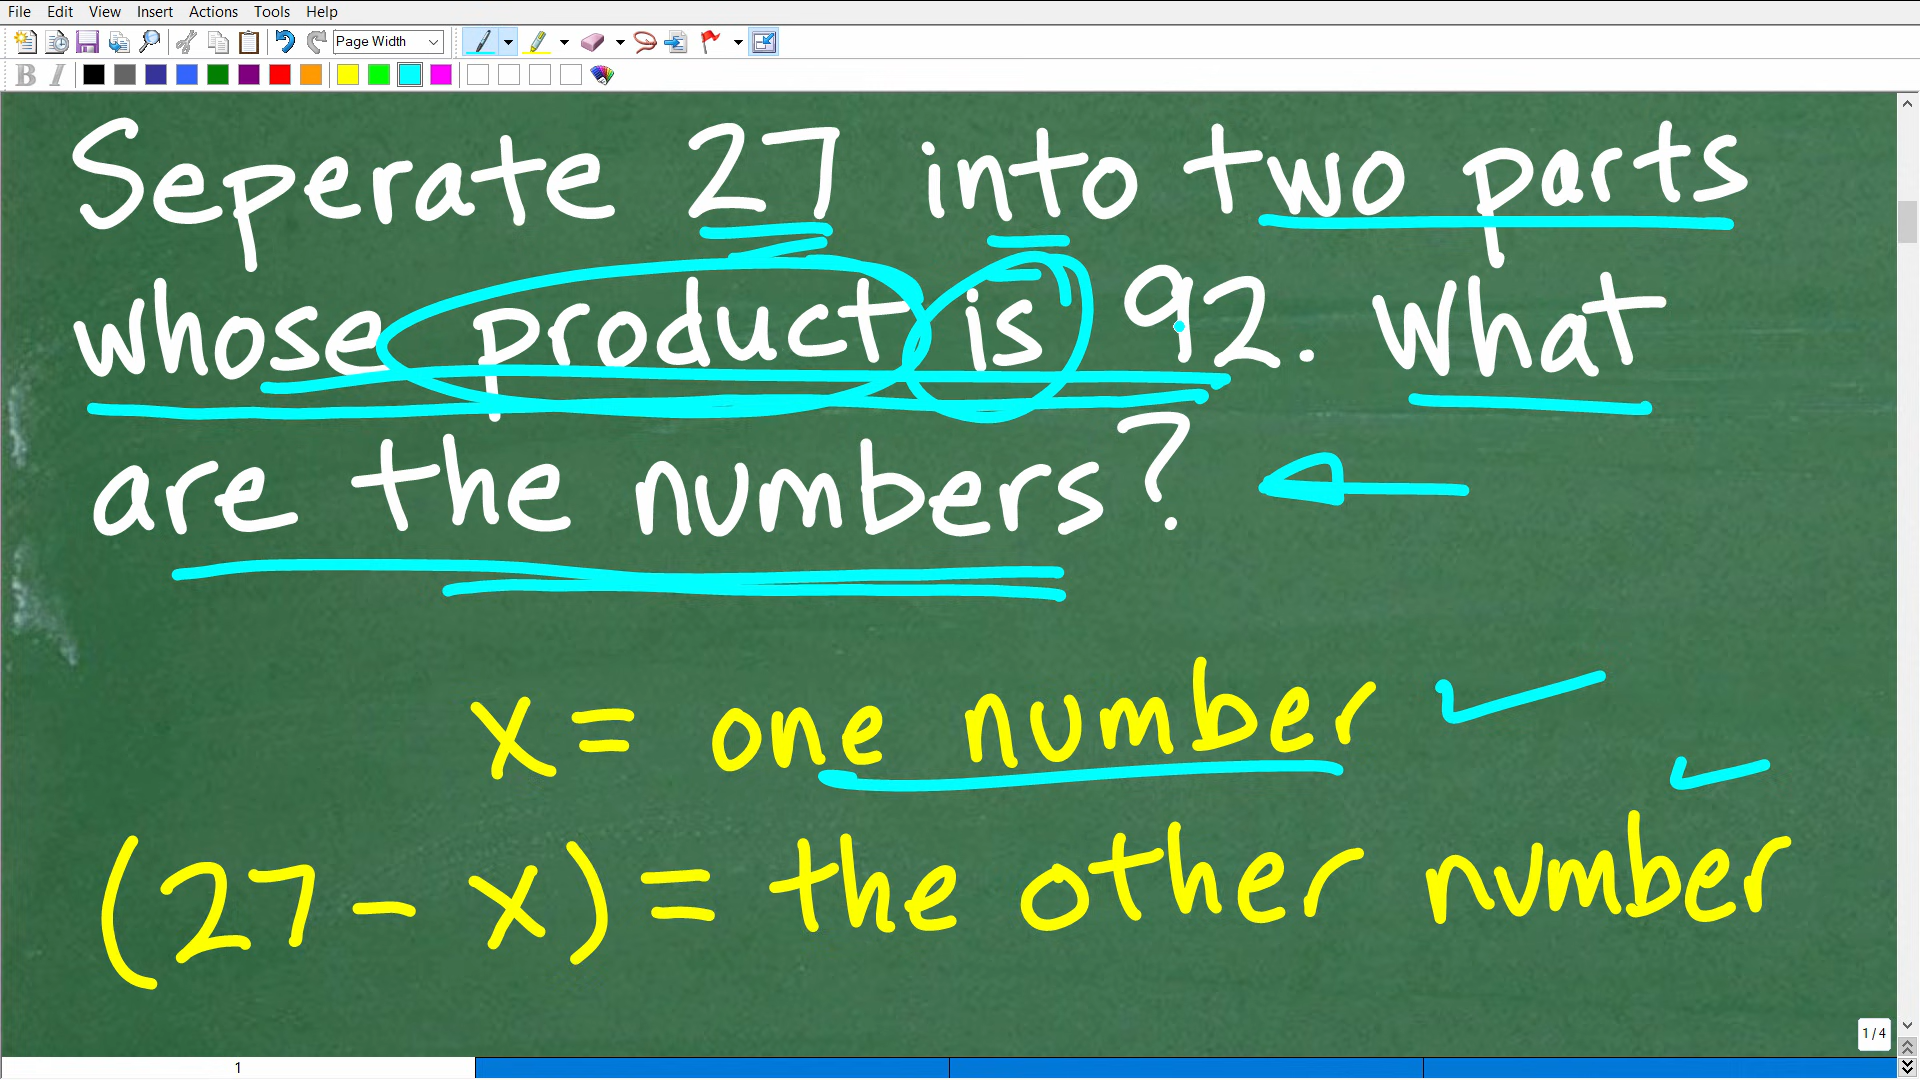 File Edit View Insert Actions Tools Help
Page Width
B I
Seperate 27 into two parts
whose product is 92. What
are the numbers?
x = one number
(27 - x) = the other number
1 / 4
1